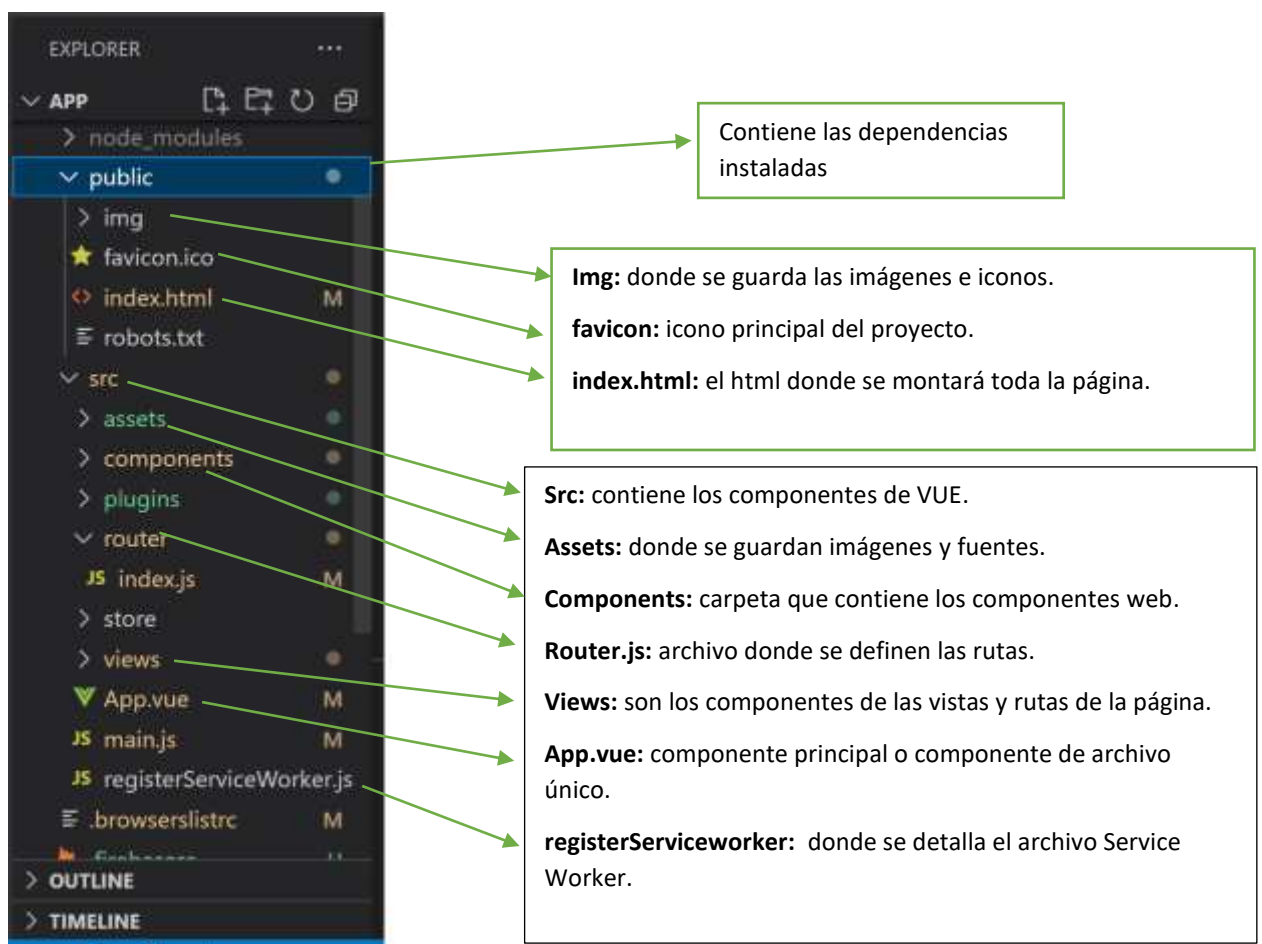 EXPLORER
APP
node_modules
public
img
favicon.ico
index.html M
robots.txt
src
assets
components
plugins
router
JS index.js M
store
views
App.vue M
JS main.js M
JS registerServiceWorker.js
.browserslistrc M
OUTLINE
TIMELINE
Contiene las dependencias
instaladas
Img: donde se guarda las imágenes e iconos.
favicon: icono principal del proyecto.
index.html: el html donde se montará toda la página.
Src: contiene los componentes de VUE.
Assets: donde se guardan imágenes y fuentes.
Components: carpeta que contiene los componentes web.
Router.js: archivo donde se definen las rutas.
Views: son los componentes de las vistas y rutas de la página.
App.vue: componente principal o componente de archivo
único.
registerServiceworker: donde se detalla el archivo Service
Worker.